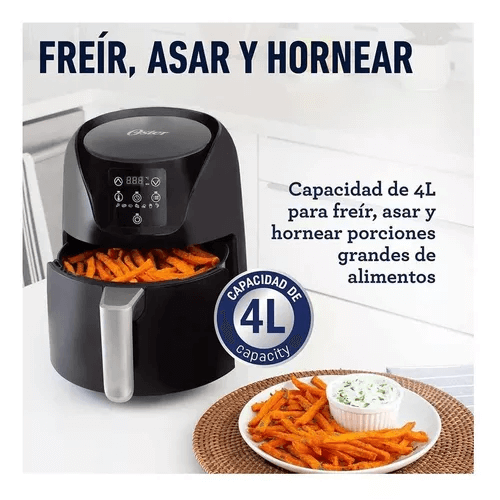 FREÍR, ASAR Y HORNEAR
Oster
888
Capacidad de 4L
para freír, asar y
hornear porciones
grandes de
alimentos
CAPACIDAD DE
4L
capacity